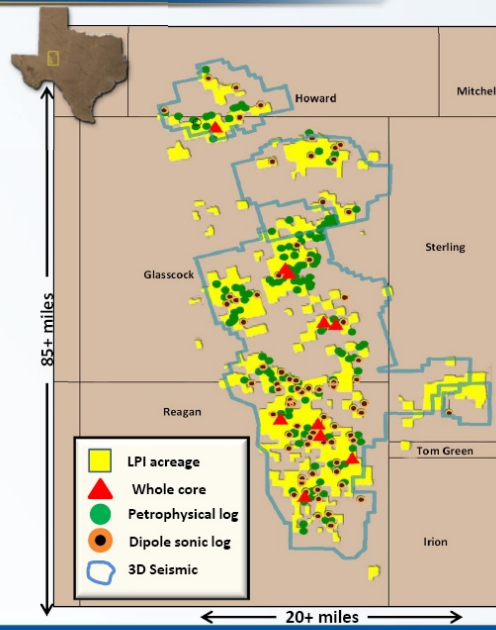 Howard
Mitchel
Sterling
Glasscock
85+ miles
Reagan
Tom Green
LPI acreage
Whole core
Petrophysical log
Dipole sonic log
3D Seismic
Irion
20+ miles